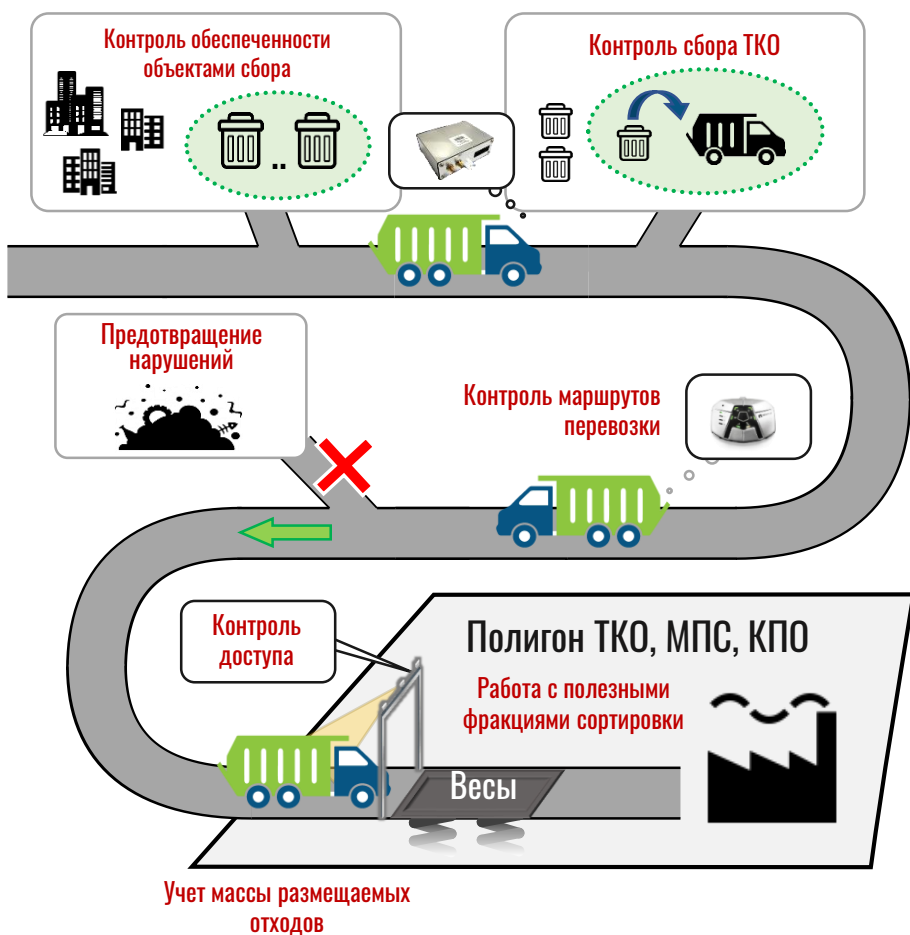 Контроль обеспеченности
объектами сбора
Контроль сбора ТКО
..
Предотвращение
нарушений
Контроль маршрутов
перевозки
Контроль
доступа
Полигон ТКО, МПС, КПО
Работа с полезными
фракциями сортировки
Весы
Учет массы размещаемых
отходов